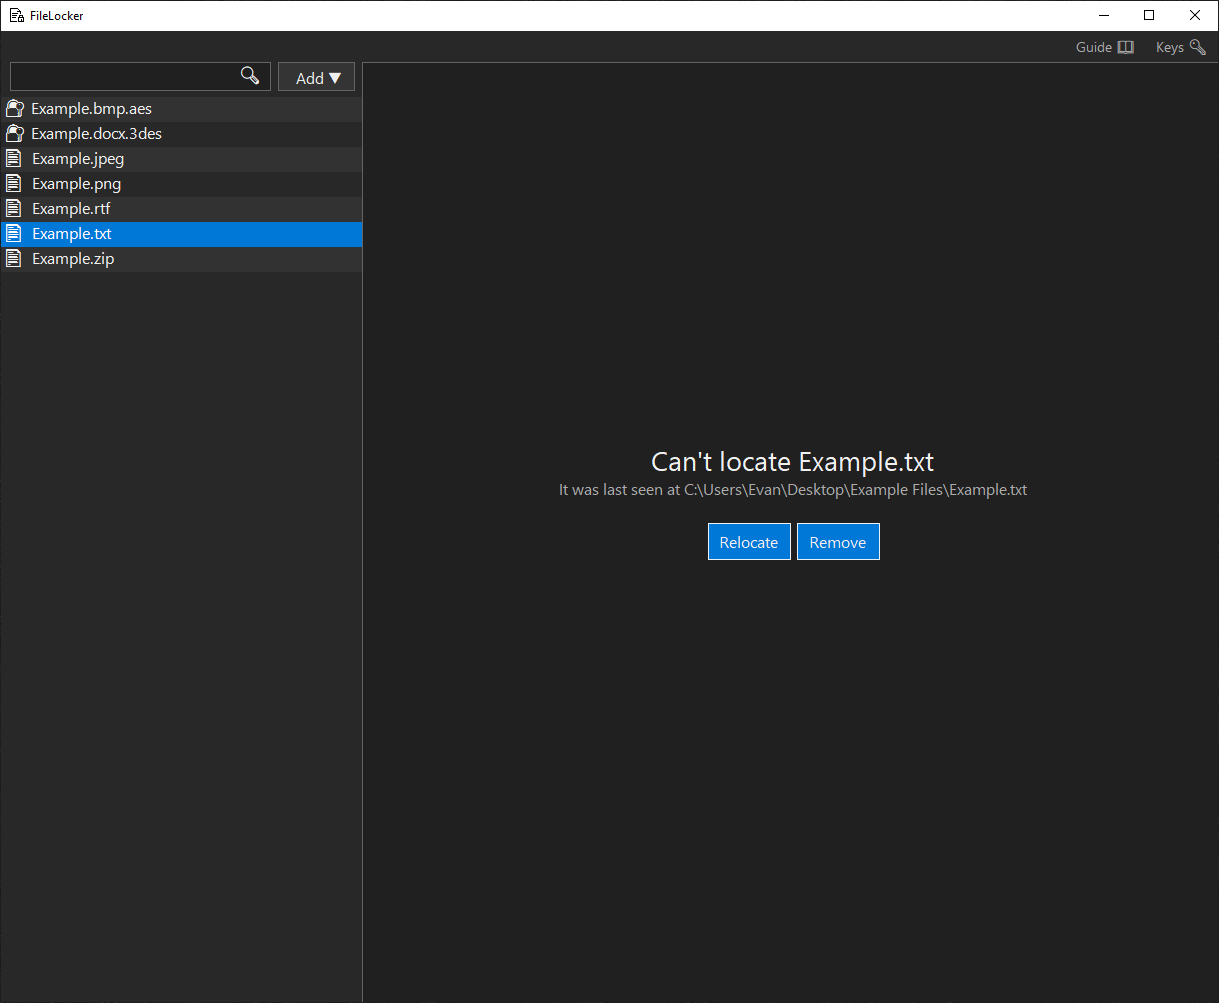 FileLocker
Guide Keys
Add ▼
Example.bmp.aes
Example.docx.3des
Example.jpeg
Example.png
Example.rtf
Example.txt
Example.zip
Can't locate Example.txt
It was last seen at C:\Users\Evan\Desktop\Example Files\Example.txt
Relocate Remove